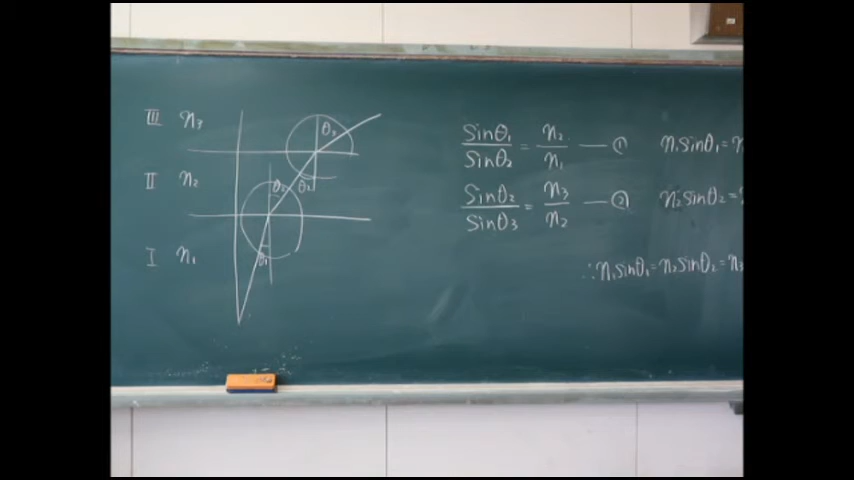 Ⅲ n₃
Ⅱ n₂
Ⅰ n₁
θ₂ θ₂
θ₁
sinθ₁/sinθ₂ = n₂/n₁ — ①
sinθ₂/sinθ₃ = n₃/n₂ — ②
n₁sinθ₁=
n₂sinθ₂=
∴n₁sinθ₁=n₂sinθ₂=n₃